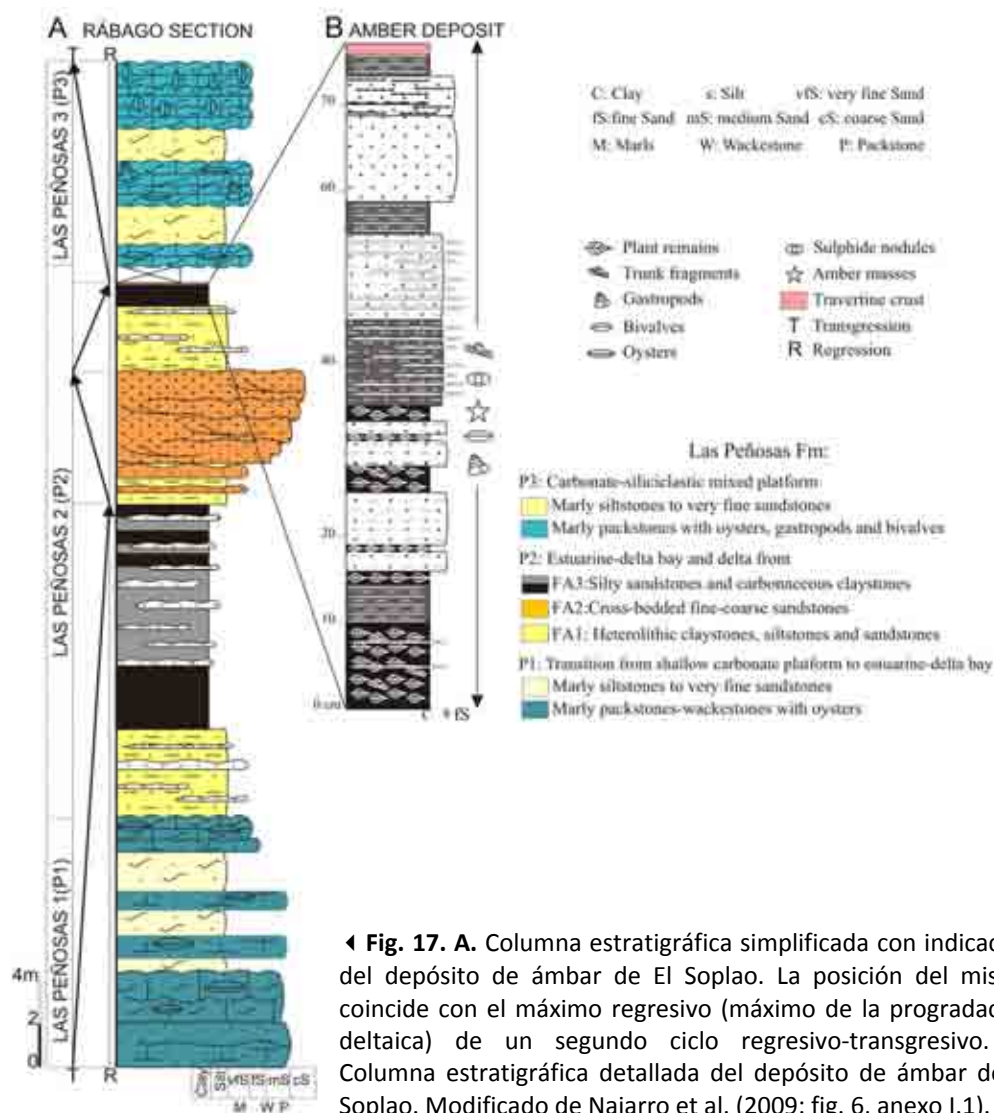 A RÁBAGO SECTION
B AMBER DEPOSIT
T R
LAS PEÑOSAS 3 (P3)
LAS PEÑOSAS 2 (P2)
LAS PEÑOSAS 1(P1)
4m
2
0
T R
Clay Silt vfS fS mS cS
M W P
70
60
40
20
10
0 cm
C: Clay s: Silt vfS: very fine Sand
fS:fine Sand mS: medium Sand cS: coarse Sand
M: Marls W: Wackestone P: Packstone
Plant remains
Trunk fragments
Gastropods
Bivalves
Oysters
Sulphide nodules
Amber masses
Travertine crust
T Transgression
R Regression
Las Peñosas Fm:
P3: Carbonate-siliciclastic mixed platform
Marly siltstones to very fine sandstones
Marly packstones with oysters, gastropods and bivalves
P2: Estuarine-delta bay and delta front
FA3:Silty sandstones and carbonaceous claystones
FA2:Cross-bedded fine-coarse sandstones
FA1: Heterolithic claystones, siltstones and sandstones
P1: Transition from shallow carbonate platform to estuarine-delta bay
Marly siltstones to very fine sandstones
Marly packstones-wackestones with oysters
Fig. 17. A. Columna estratigráfica simplificada con indicac
del depósito de ámbar de El Soplao. La posición del mis
coincide con el máximo regresivo (máximo de la progradac
deltaica) de un segundo ciclo regresivo-transgresivo.
Columna estratigráfica detallada del depósito de ámbar de
Soplao. Modificado de Najarro et al. (2009: fig. 6, anexo I.1).